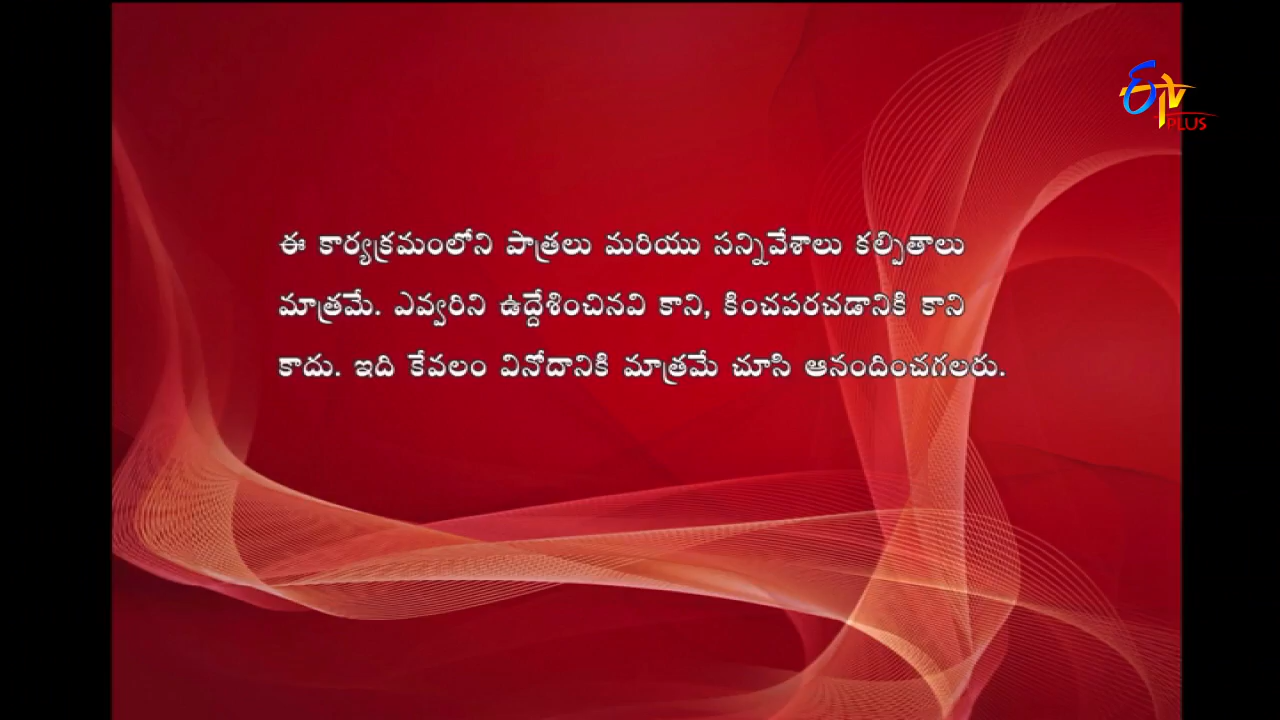 ETV
PLUS
ఈ కార్యక్రమంలోని పాత్రలు మరియు సన్నివేశాలు కల్పితాలు
మాత్రమే. ఎవ్వరిని ఉద్దేశించినవి కాని, కించపరచడానికి కాని
కాదు. ఇది కేవలం వినోదానికి మాత్రమే చూసి ఆనందించగలరు.